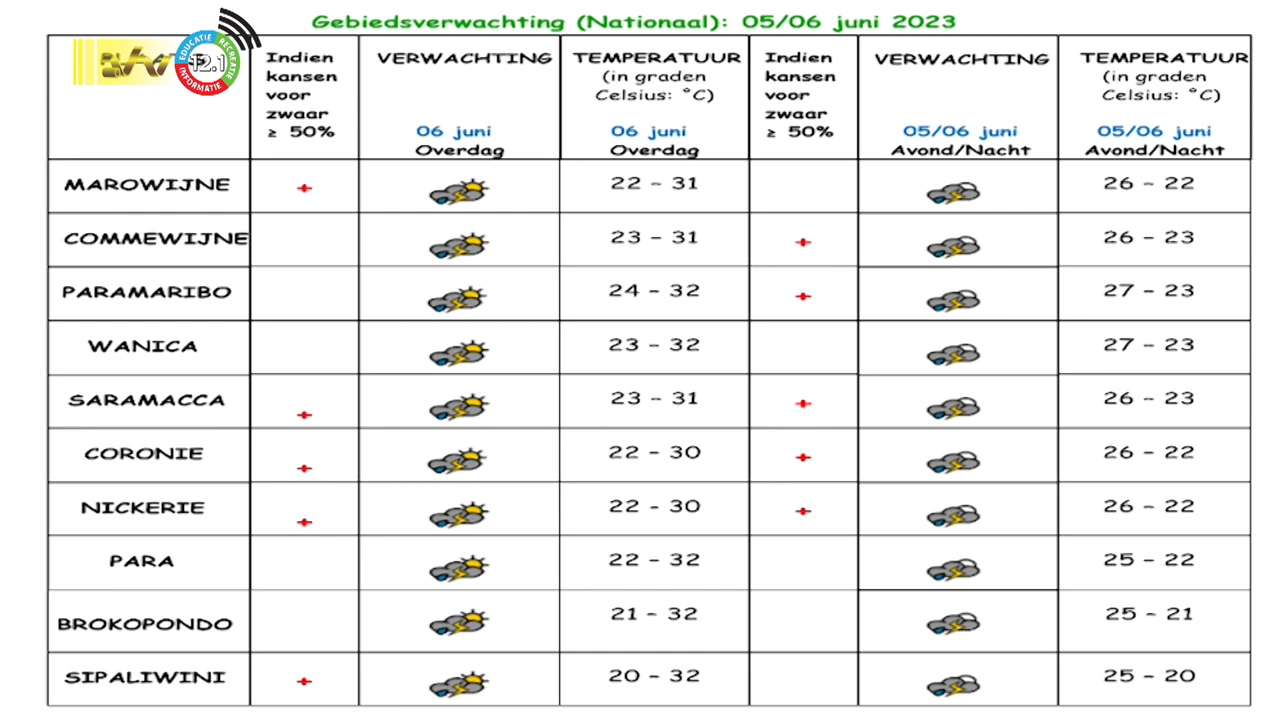 Gebiedsverwachting (Nationaal): 05/06 juni 2023
EDUCATIE RECREATIE INFORMATIE 12.1
Indien kansen voor zwaar ≥ 50%
VERWACHTING 06 juni Overdag
TEMPERATUUR (in graden Celsius: °C) 06 juni Overdag
Indien kansen voor zwaar ≥ 50%
VERWACHTING 05/06 juni Avond/Nacht
TEMPERATUUR (in graden Celsius: °C) 05/06 juni Avond/Nacht
MAROWIJNE + 22 - 31 26 - 22
COMMEWIJNE 23 - 31 + 26 - 23
PARAMARIBO 24 - 32 + 27 - 23
WANICA 23 - 32 27 - 23
SARAMACCA + 23 - 31 + 26 - 23
CORONIE + 22 - 30 + 26 - 22
NICKERIE + 22 - 30 + 26 - 22
PARA 22 - 32 25 - 22
BROKOPONDO 21 - 32 25 - 21
SIPALIWINI + 20 - 32 25 - 20